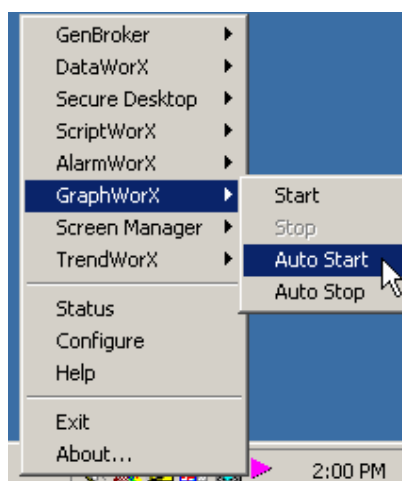 GenBroker
DataWorX
Secure Desktop
ScriptWorX
AlarmWorX
GraphWorX
Screen Manager
TrendWorX
Status
Configure
Help
Exit
About...
Start
Stop
Auto Start
Auto Stop
2:00 PM